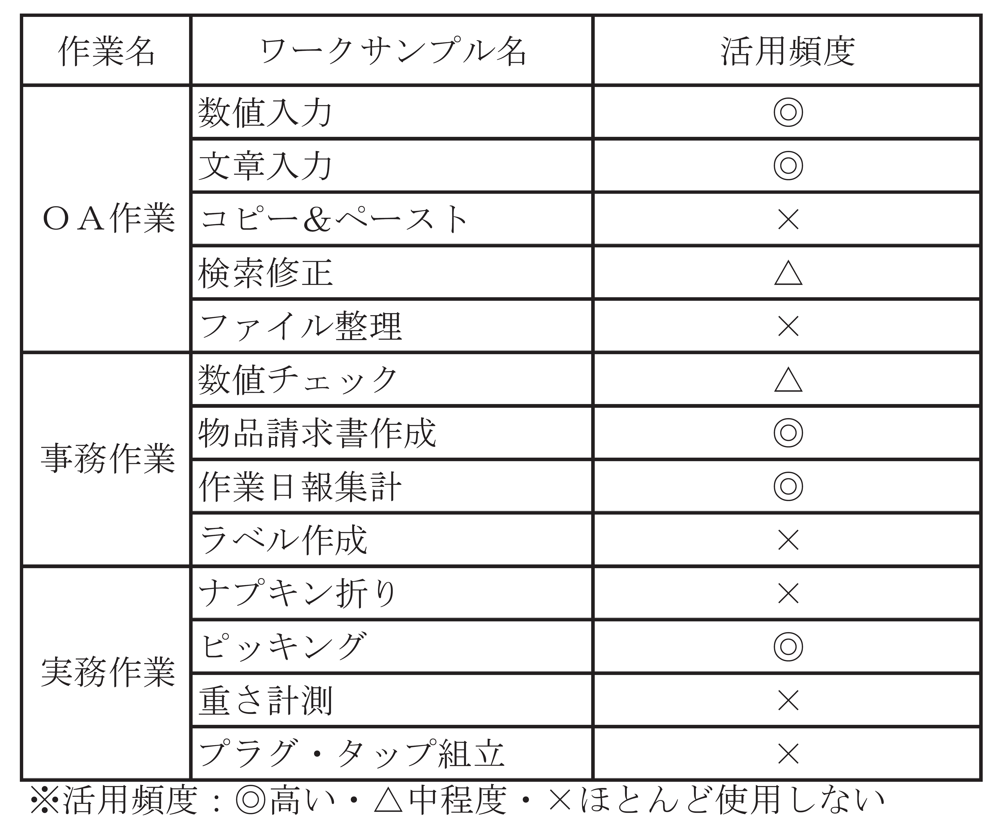 作業名 ワークサンプル名 活用頻度
OA作業 数値入力 ◎
文章入力 ◎
コピー&ペースト ×
検索修正 △
ファイル整理 ×
事務作業 数値チェック △
物品請求書作成 ◎
作業日報集計 ◎
ラベル作成 ×
実務作業 ナプキン折り ×
ピッキング ◎
重さ計測 ×
プラグ・タップ組立 ×
※活用頻度：◎高い・△中程度・×ほとんど使用しない